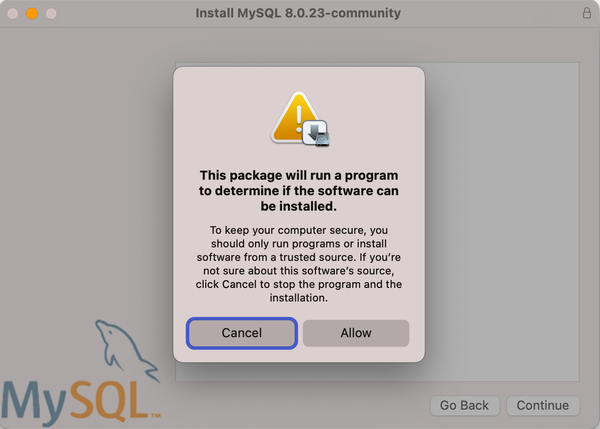 Install MySQL 8.0.23-community
This package will run a program
to determine if the software can
be installed.
To keep your computer secure, you
should only run programs or install
software from a trusted source. If you’re
not sure about this software’s source,
click Cancel to stop the program and the
installation.
Cancel Allow
MySQL™
Go Back Continue